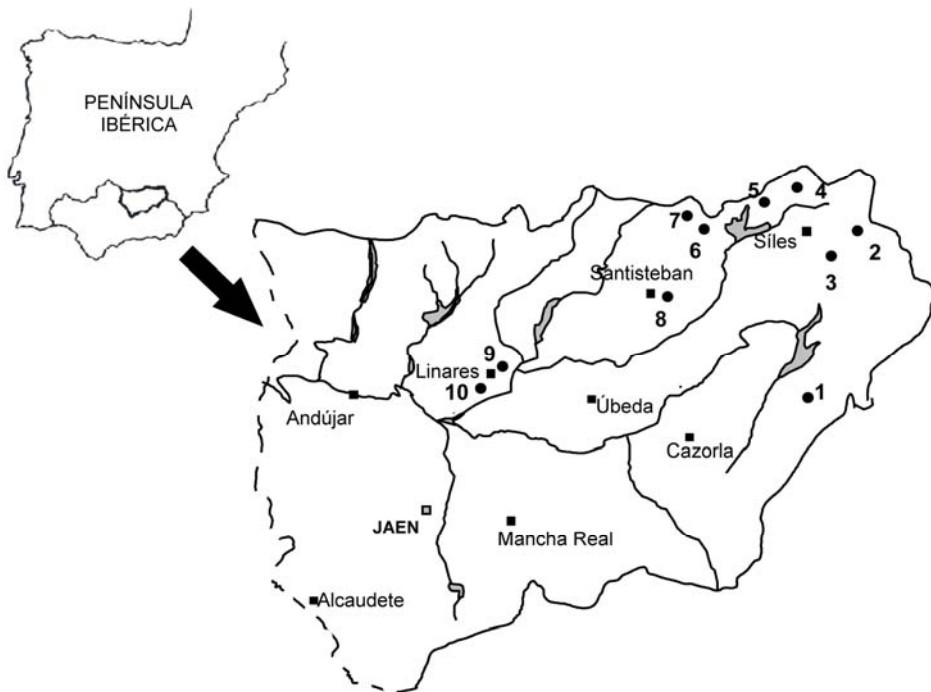 PENÍNSULA
IBÉRICA
5
4
7
6
Síles
2
3
Santisteban
8
9
Linares
10
Andújar
Úbeda
1
Cazorla
JAEN
Mancha Real
Alcaudete